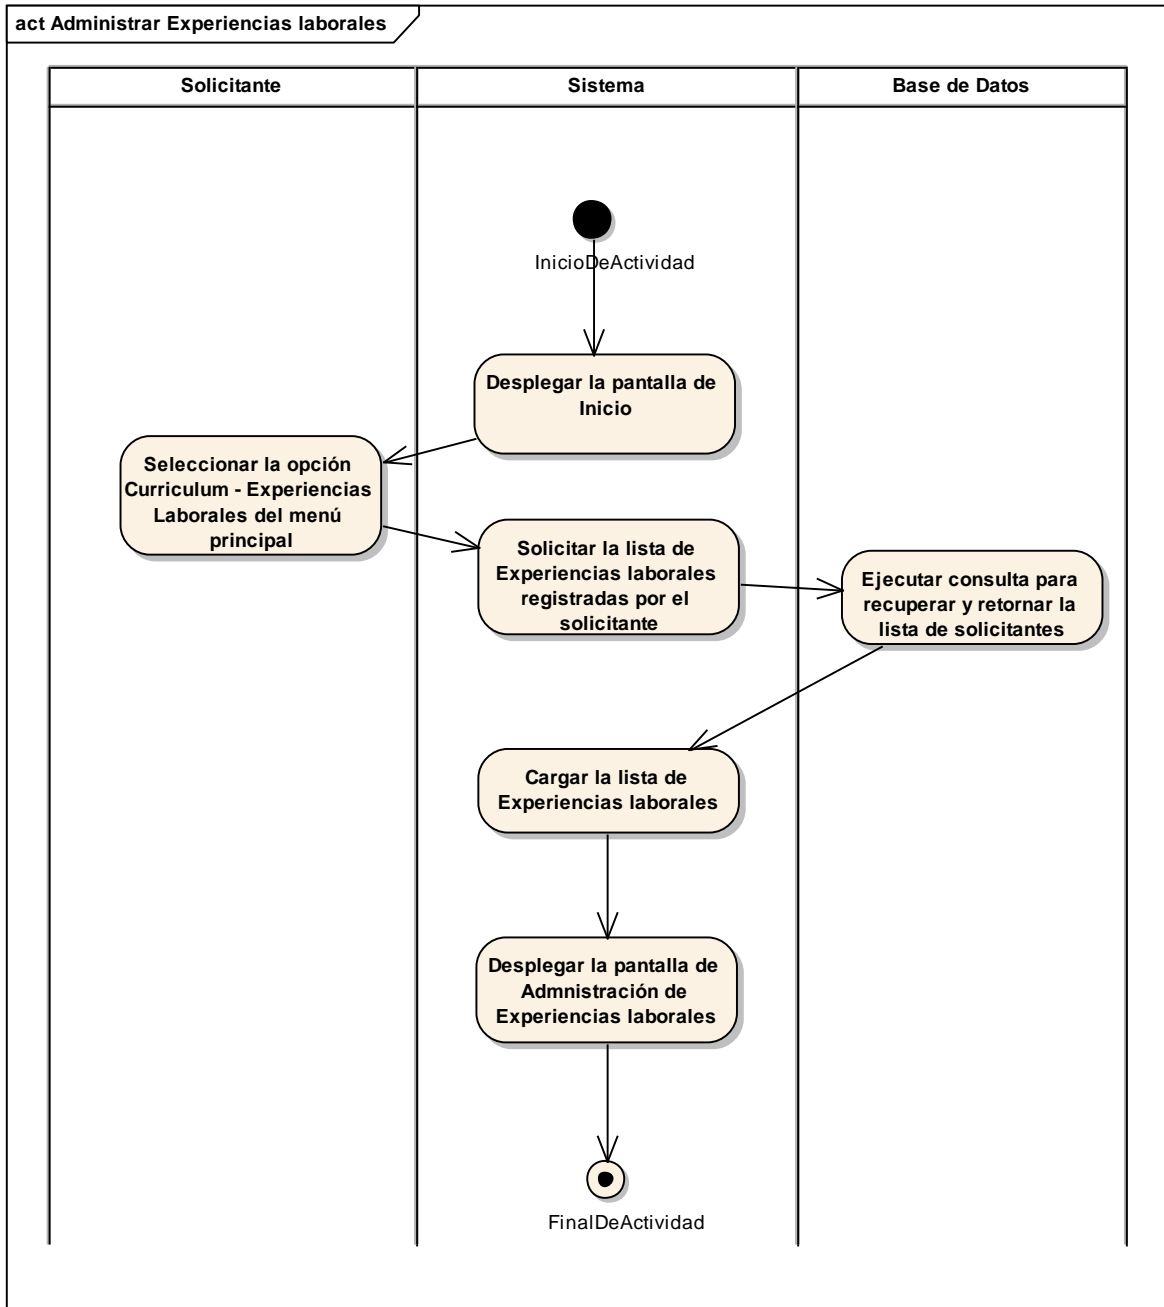 act Administrar Experiencias laborales
Solicitante
Sistema
Base de Datos
InicioDeActividad
Desplegar la pantalla de
Inicio
Seleccionar la opción
Curriculum - Experiencias
Laborales del menú
principal
Solicitar la lista de
Experiencias laborales
registradas por el
solicitante
Ejecutar consulta para
recuperar y retornar la
lista de solicitantes
Cargar la lista de
Experiencias laborales
Desplegar la pantalla de
Admnistración de
Experiencias laborales
FinalDeActividad